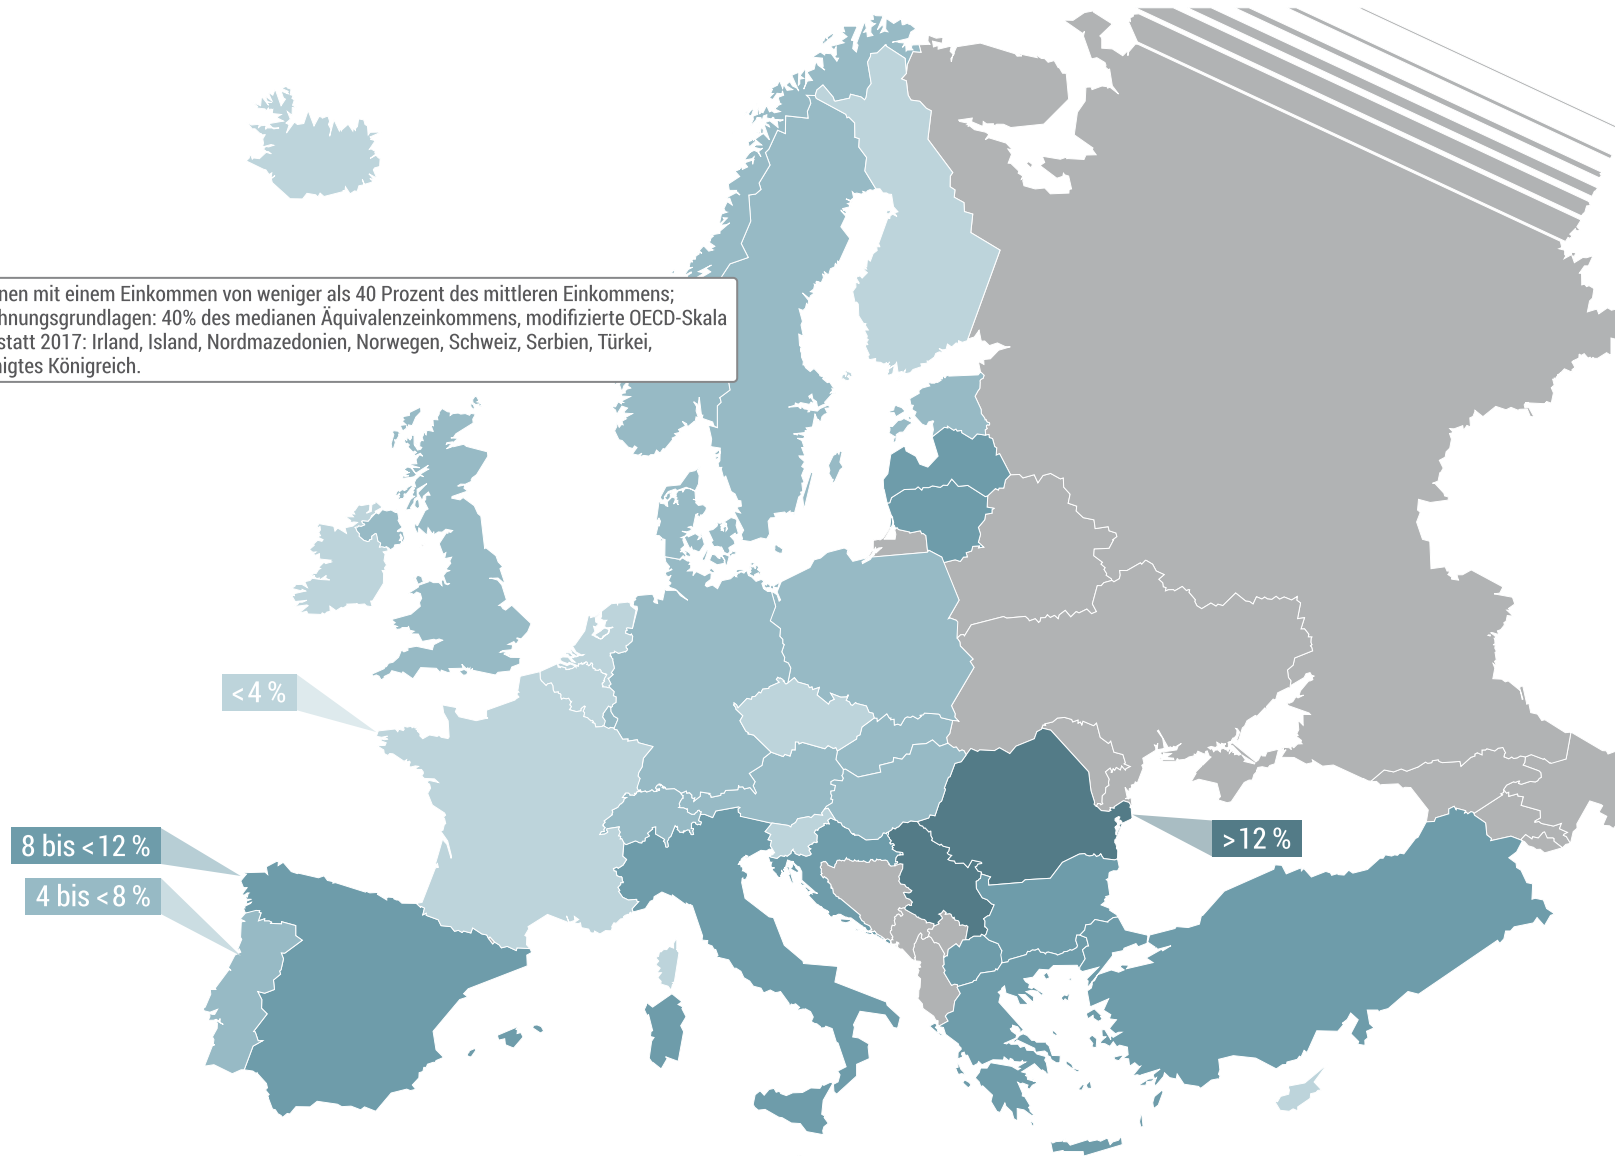 nen mit einem Einkommen von weniger als 40 Prozent des mittleren Einkommens;
hnungsgrundlagen: 40% des medianen Äquivalenzeinkommens, modifizierte OECD-Skala
statt 2017: Irland, Island, Nordmazedonien, Norwegen, Schweiz, Serbien, Türkei,
igtes Königreich.
<4 %
8 bis <12 %
>12 %
4 bis <8 %